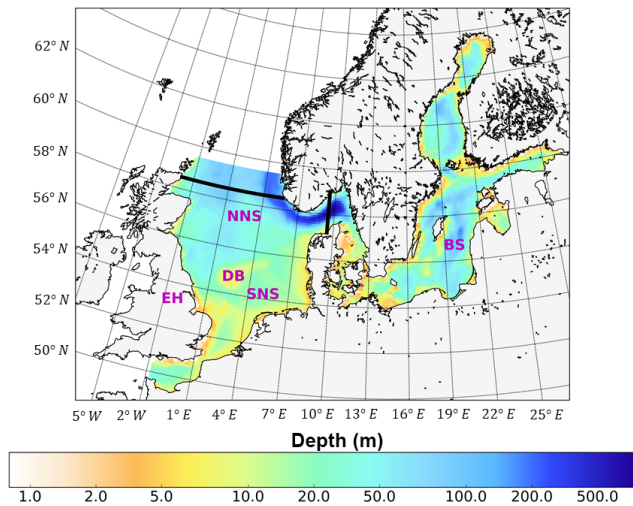 62° N
60° N
58° N
56° N
54° N
52° N
50° N
NNS
DB
SNS
EH
BS
5° W 2° W 1° E 4° E 7° E 10° E 13° E 16° E 19° E 22° E 25° E
Depth (m)
1.0 2.0 5.0 10.0 20.0 50.0 100.0 200.0 500.0